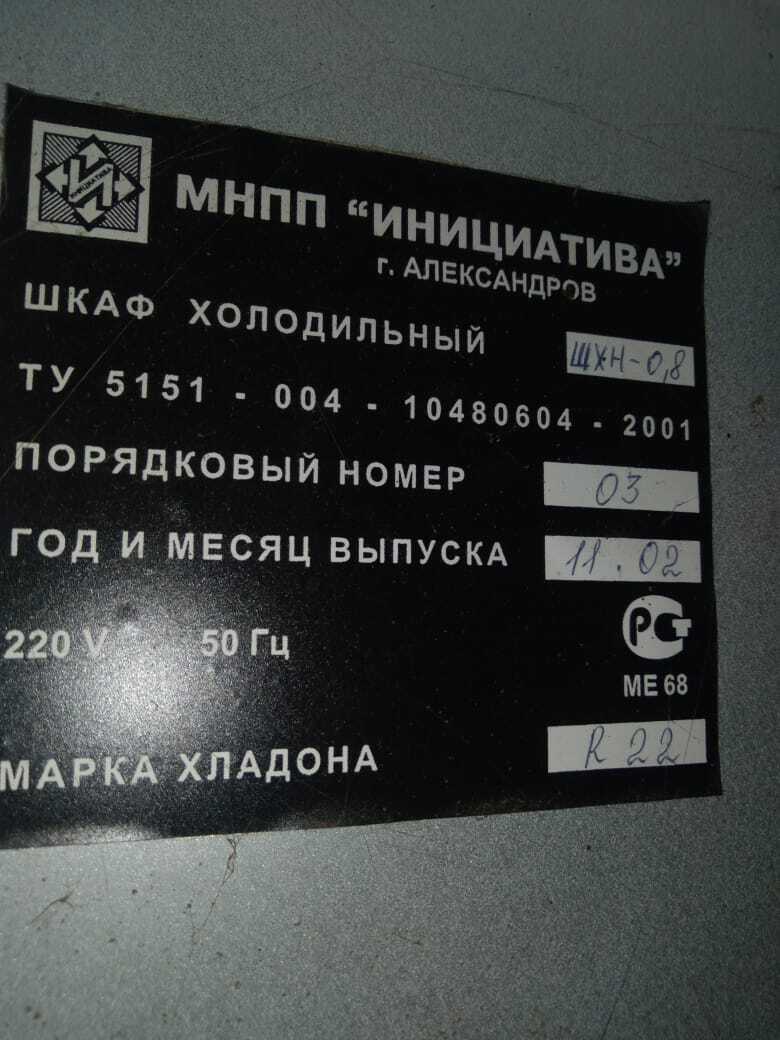 ИНИЦИАТИВА
МНПП “ИНИЦИАТИВА”
г. АЛЕКСАНДРОВ
ШКАФ ХОЛОДИЛЬНЫЙ ШХН-0,8
ТУ 5151 - 004 - 10480604 - 2001
ПОРЯДКОВЫЙ НОМЕР 03
ГОД И МЕСЯЦ ВЫПУСКА 11.02
220 V 50 Гц
РСТ
МЕ 68
МАРКА ХЛАДОНА R 22